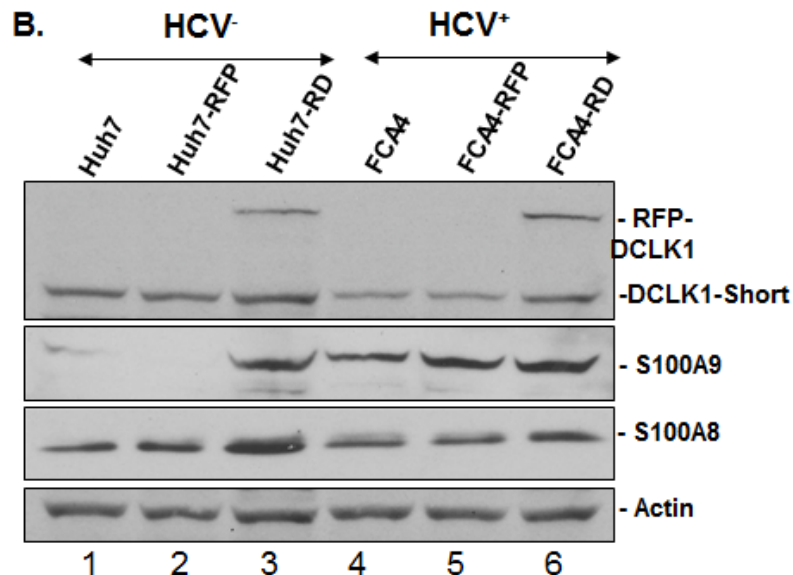 B.
HCV⁻
HCV⁺
Huh7
Huh7-RFP
Huh7-RD
FCA4
FCA4-RFP
FCA4-RD
- RFP-
DCLK1
-DCLK1-Short
- S100A9
- S100A8
- Actin
1 2 3 4 5 6